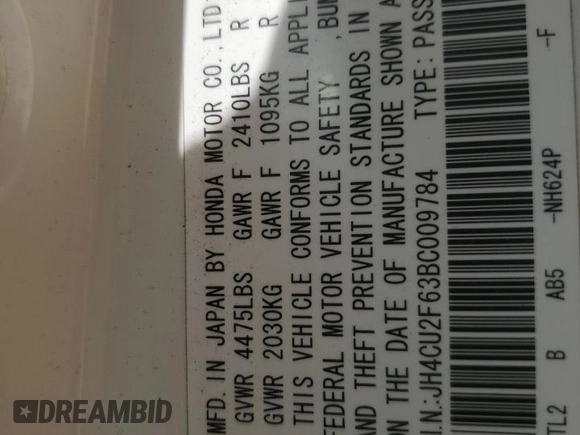 MFD. IN JAPAN BY HONDA MOTOR CO.,LTD
GVWR 4475LBS GAWR F 2410LBS R
GVWR 2030KG GAWR F 1095KG R
THIS VEHICLE CONFORMS TO ALL APPLI
FEDERAL MOTOR VEHICLE SAFETY ,BUM
AND THEFT PREVENTION STANDARDS IN
ON THE DATE OF MANUFACTURE SHOWN A
I.N.:JH4CU2F63BC009784 TYPE:PASS
TL2 B AB5 -NH624P -F
DREAMBID